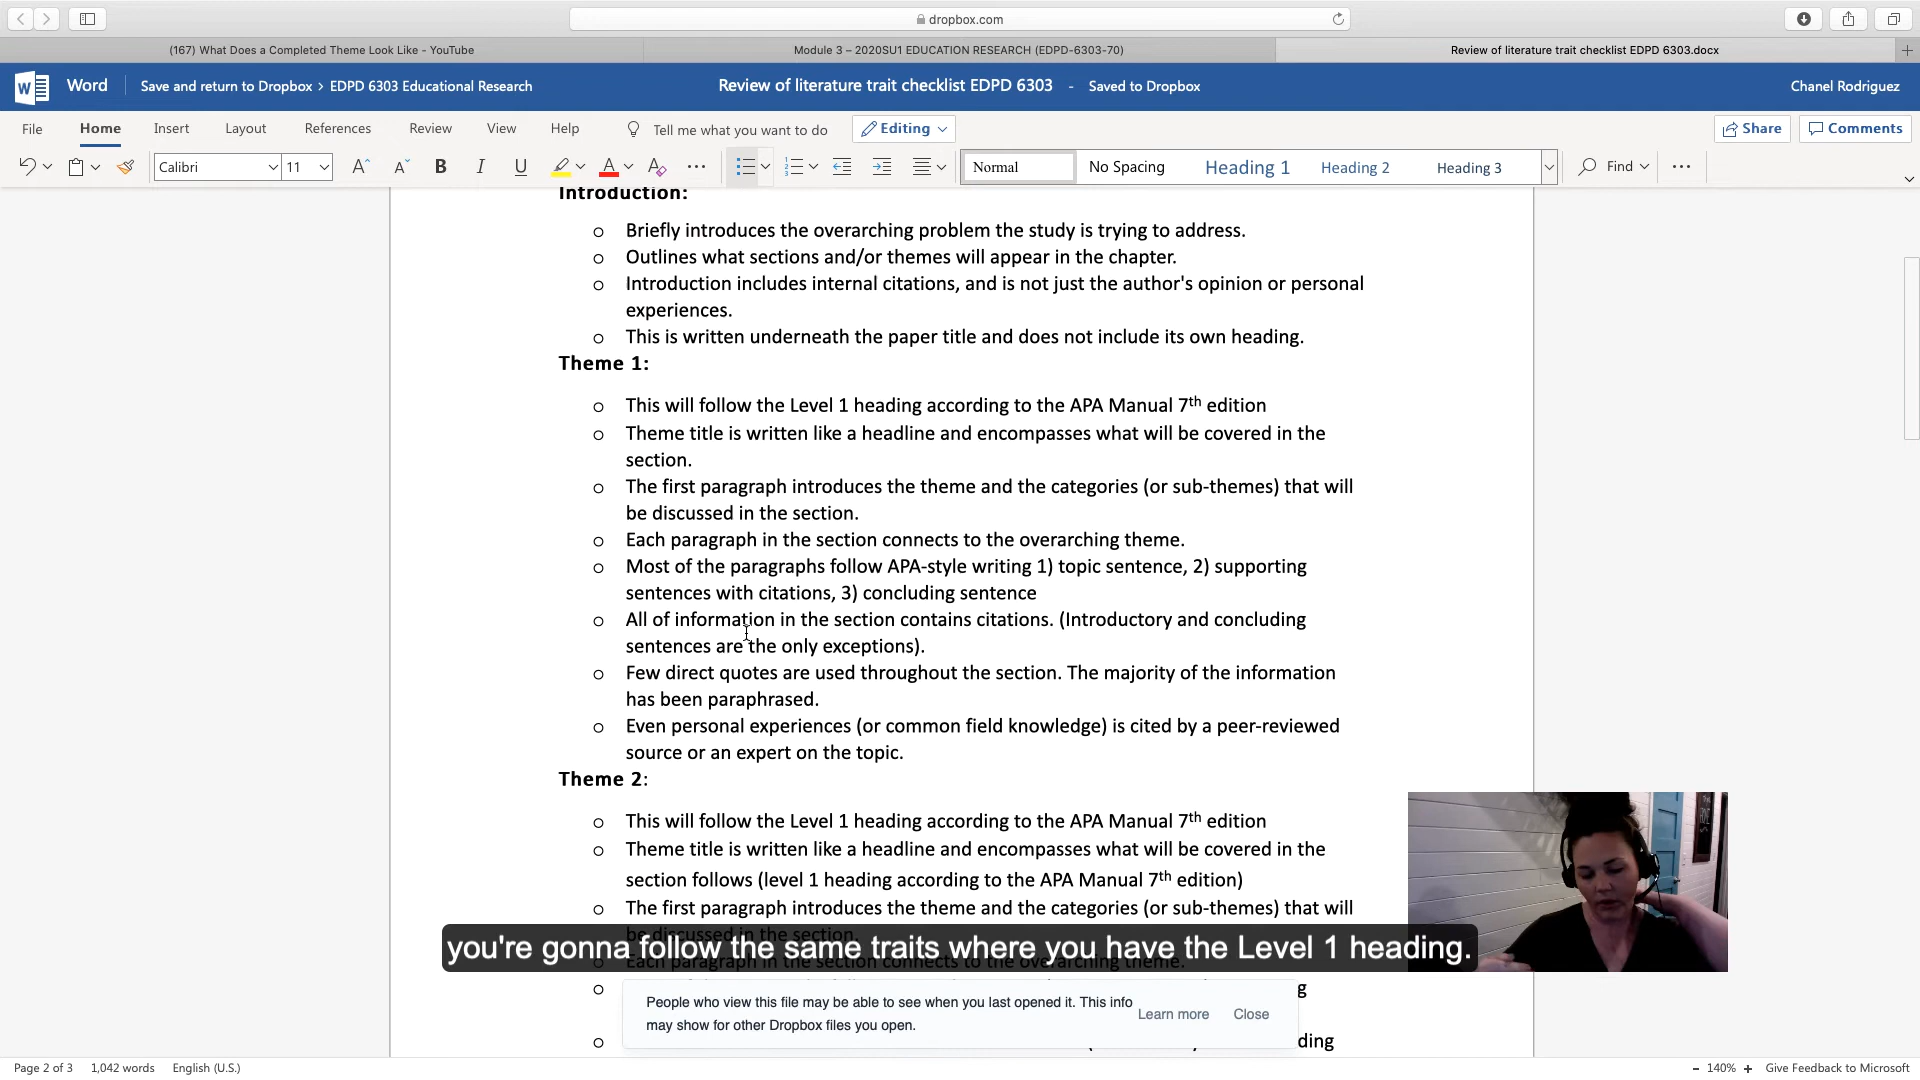 dropbox.com
(167) What Does a Completed Theme Look Like - YouTube
Module 3 – 2020SU1 EDUCATION RESEARCH (EDPD-6303-70)
Review of literature trait checklist EDPD 6303.docx
Word
Save and return to Dropbox > EDPD 6303 Educational Research
Review of literature trait checklist EDPD 6303 - Saved to Dropbox
Chanel Rodriguez
File Home Insert Layout References Review View Help Tell me what you want to do Editing Share Comments
Calibri 11 B I U A Normal No Spacing Heading 1 Heading 2 Heading 3 Find
Introduction:
o Briefly introduces the overarching problem the study is trying to address.
o Outlines what sections and/or themes will appear in the chapter.
o Introduction includes internal citations, and is not just the author's opinion or personal
experiences.
o This is written underneath the paper title and does not include its own heading.
Theme 1:
o This will follow the Level 1 heading according to the APA Manual 7th edition
o Theme title is written like a headline and encompasses what will be covered in the
section.
o The first paragraph introduces the theme and the categories (or sub-themes) that will
be discussed in the section.
o Each paragraph in the section connects to the overarching theme.
o Most of the paragraphs follow APA-style writing 1) topic sentence, 2) supporting
sentences with citations, 3) concluding sentence
o All of information in the section contains citations. (Introductory and concluding
sentences are the only exceptions).
o Few direct quotes are used throughout the section. The majority of the information
has been paraphrased.
o Even personal experiences (or common field knowledge) is cited by a peer-reviewed
source or an expert on the topic.
Theme 2:
o This will follow the Level 1 heading according to the APA Manual 7th edition
o Theme title is written like a headline and encompasses what will be covered in the
section follows (level 1 heading according to the APA Manual 7th edition)
o The first paragraph introduces the theme and the categories (or sub-themes) that will
be discussed in the section.
you're gonna follow the same traits where you have the Level 1 heading.
o Each paragraph in the section connects to the overarching theme.
People who view this file may be able to see when you last opened it. This info
may show for other Dropbox files you open.
Learn more Close
Page 2 of 3 1,042 words English (U.S.) - 140% + Give Feedback to Microsoft